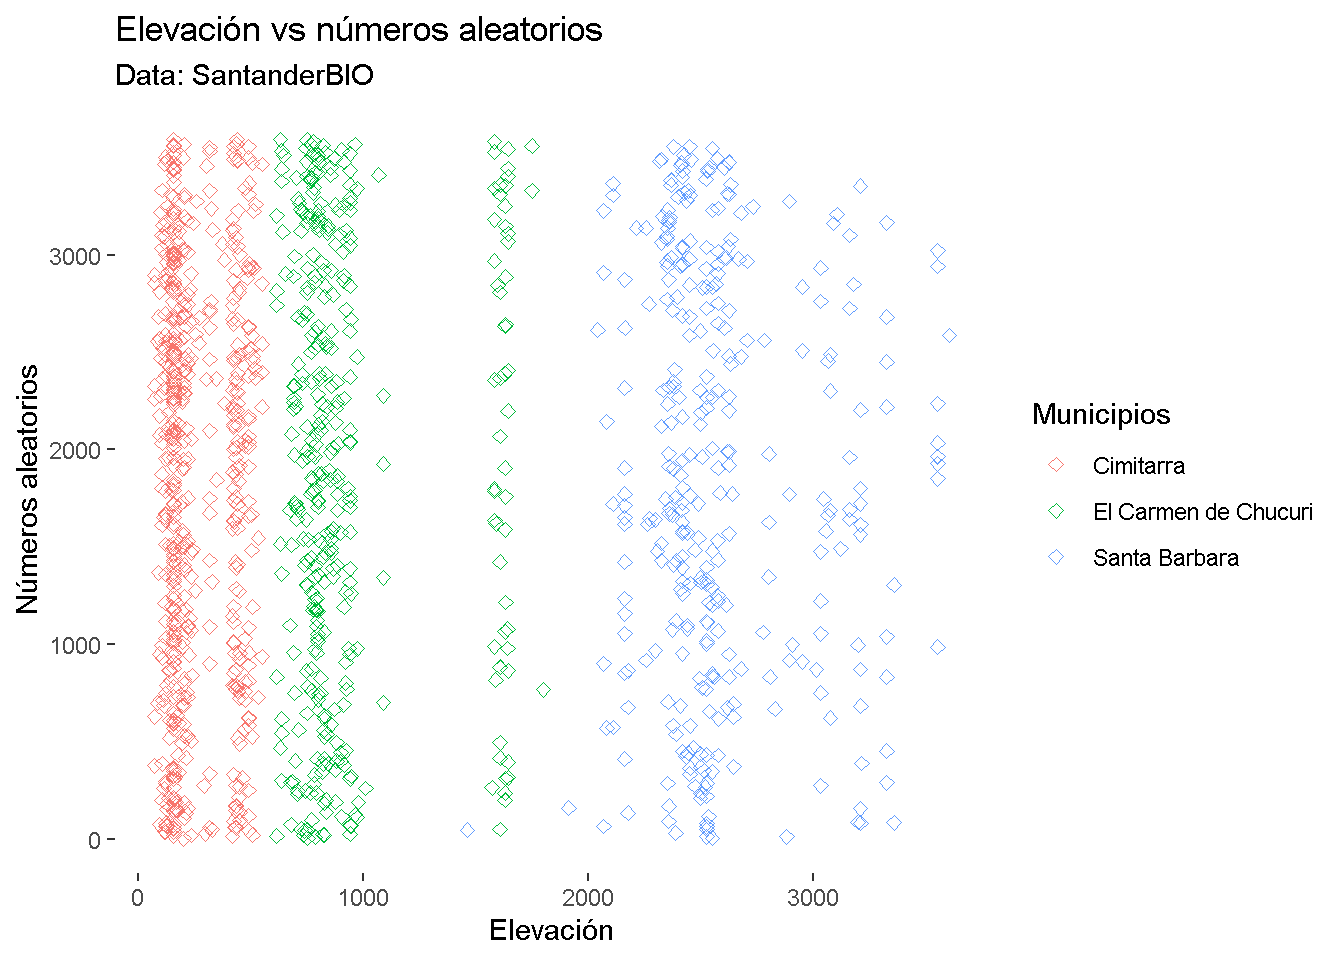 Elevación vs números aleatorios
Data: SantanderBIO
Números aleatorios
3000
2000
1000
0
0
1000
2000
3000
Elevación
Municipios
Cimitarra
El Carmen de Chucuri
Santa Barbara